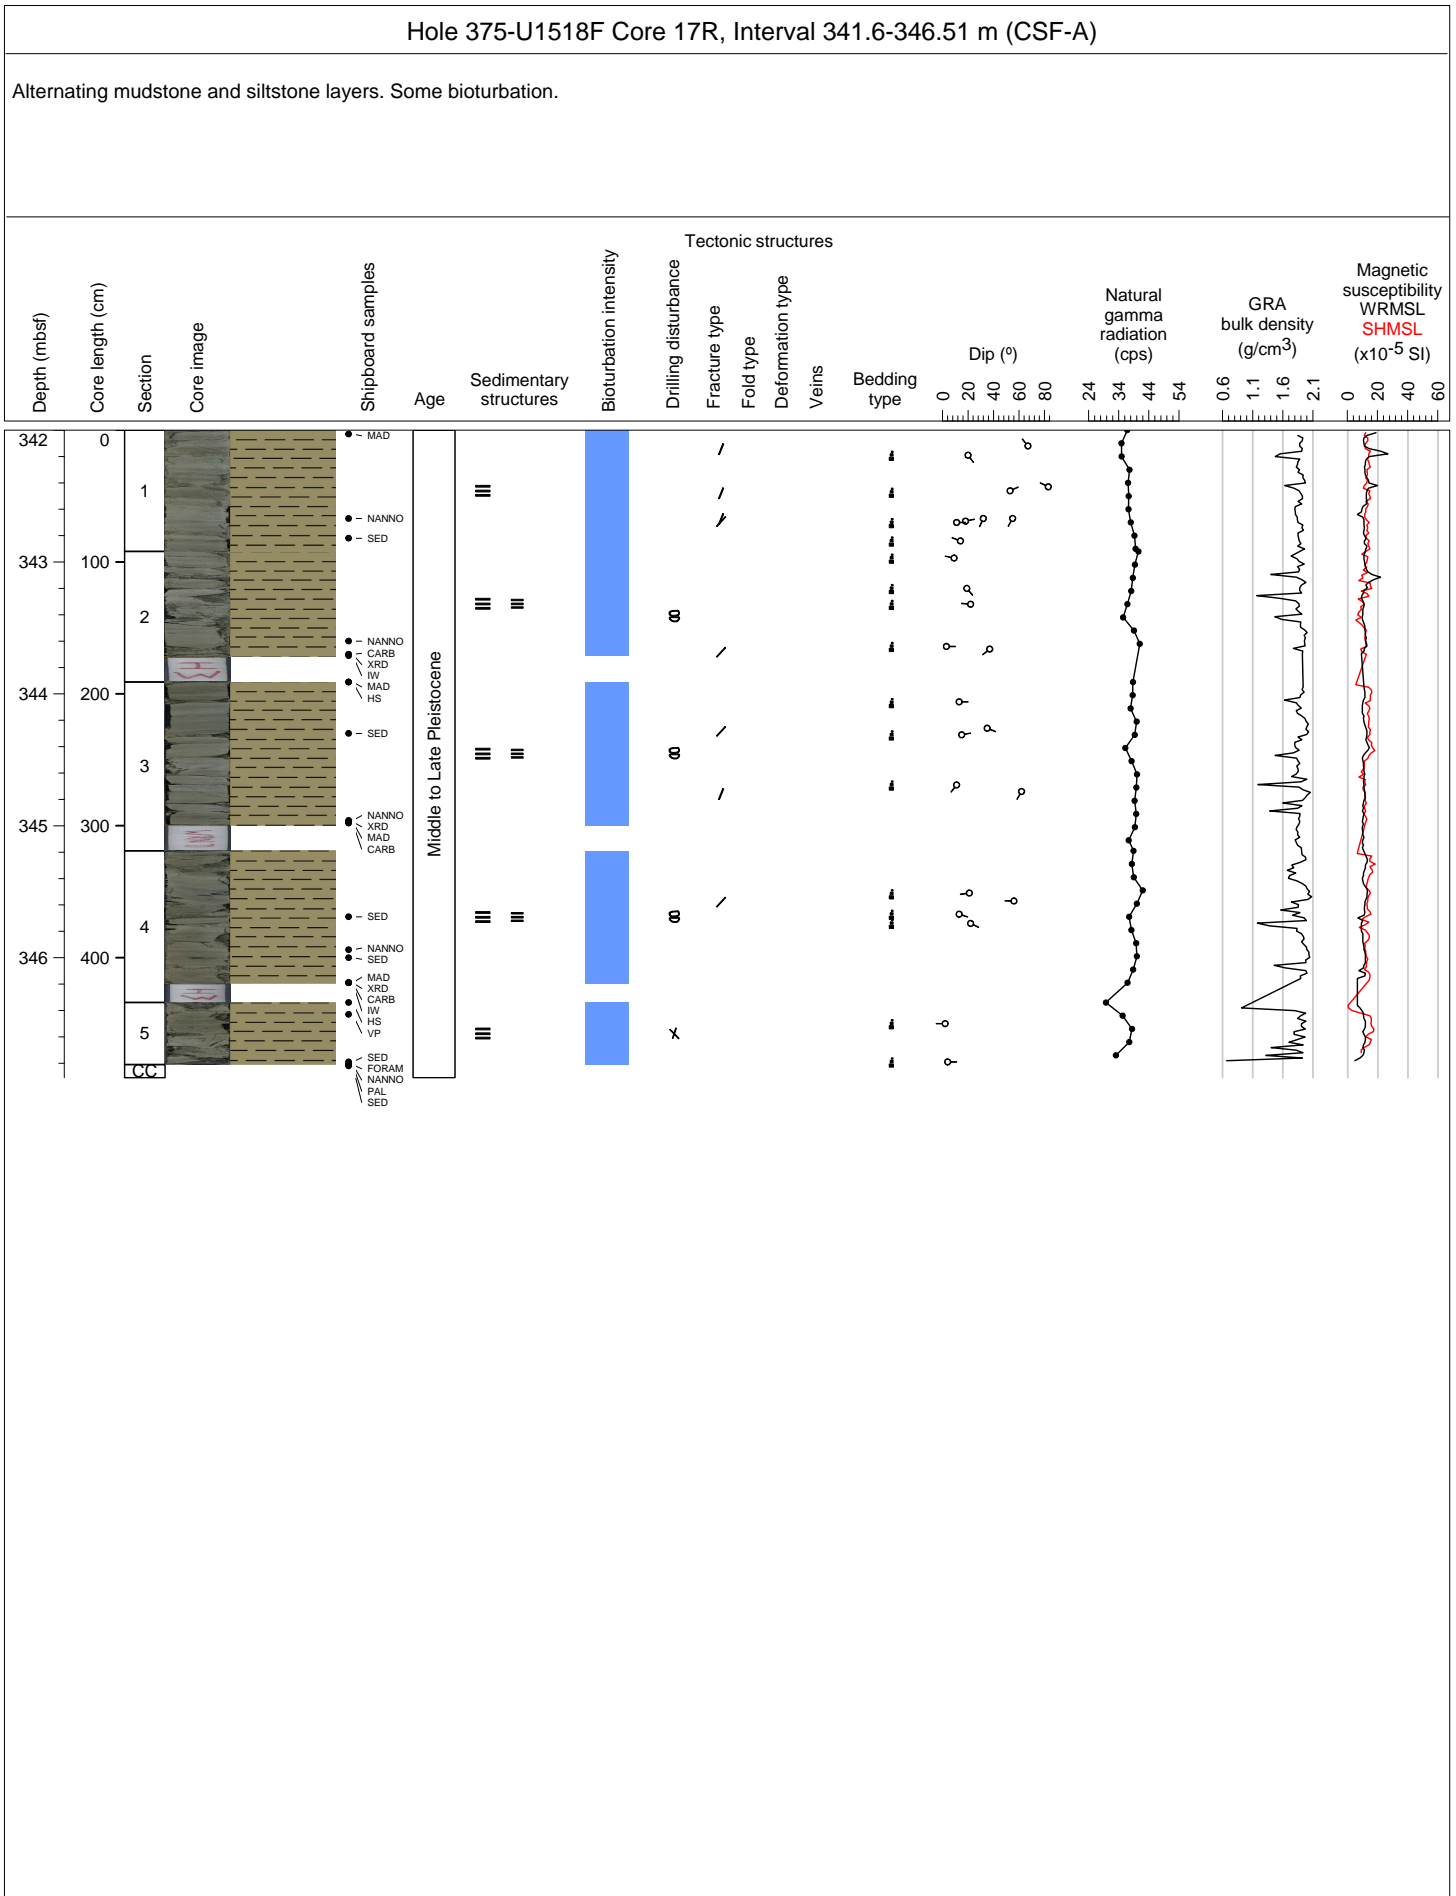 Hole 375-U1518F Core 17R, Interval 341.6-346.51 m (CSF-A)
Alternating mudstone and siltstone layers. Some bioturbation.
Tectonic structures
Depth (mbsf)
Core length (cm)
Section
Core image
Shipboard samples
Age
Sedimentary
structures
Bioturbation intensity
Drilling disturbance
Fracture type
Fold type
Deformation type
Veins
Bedding
type
Dip (º)
0 20 40 60 80
Natural
gamma
radiation
(cps)
24 34 44 54
GRA
bulk density
(g/cm3)
0.6 1.1 1.6 2.1
Magnetic
susceptibility
WRMSL
SHMSL
(x10-5 SI)
0 20 40 60
342
343
344
345
346
0
100
200
300
400
1
2
3
4
5
CC
MAD
NANNO
SED
NANNO
CARB
XRD
IW
MAD
HS
SED
NANNO
XRD
MAD
CARB
SED
NANNO
SED
MAD
XRD
CARB
IW
HS
VP
SED
FORAM
NANNO
PAL
SED
Middle to Late Pleistocene